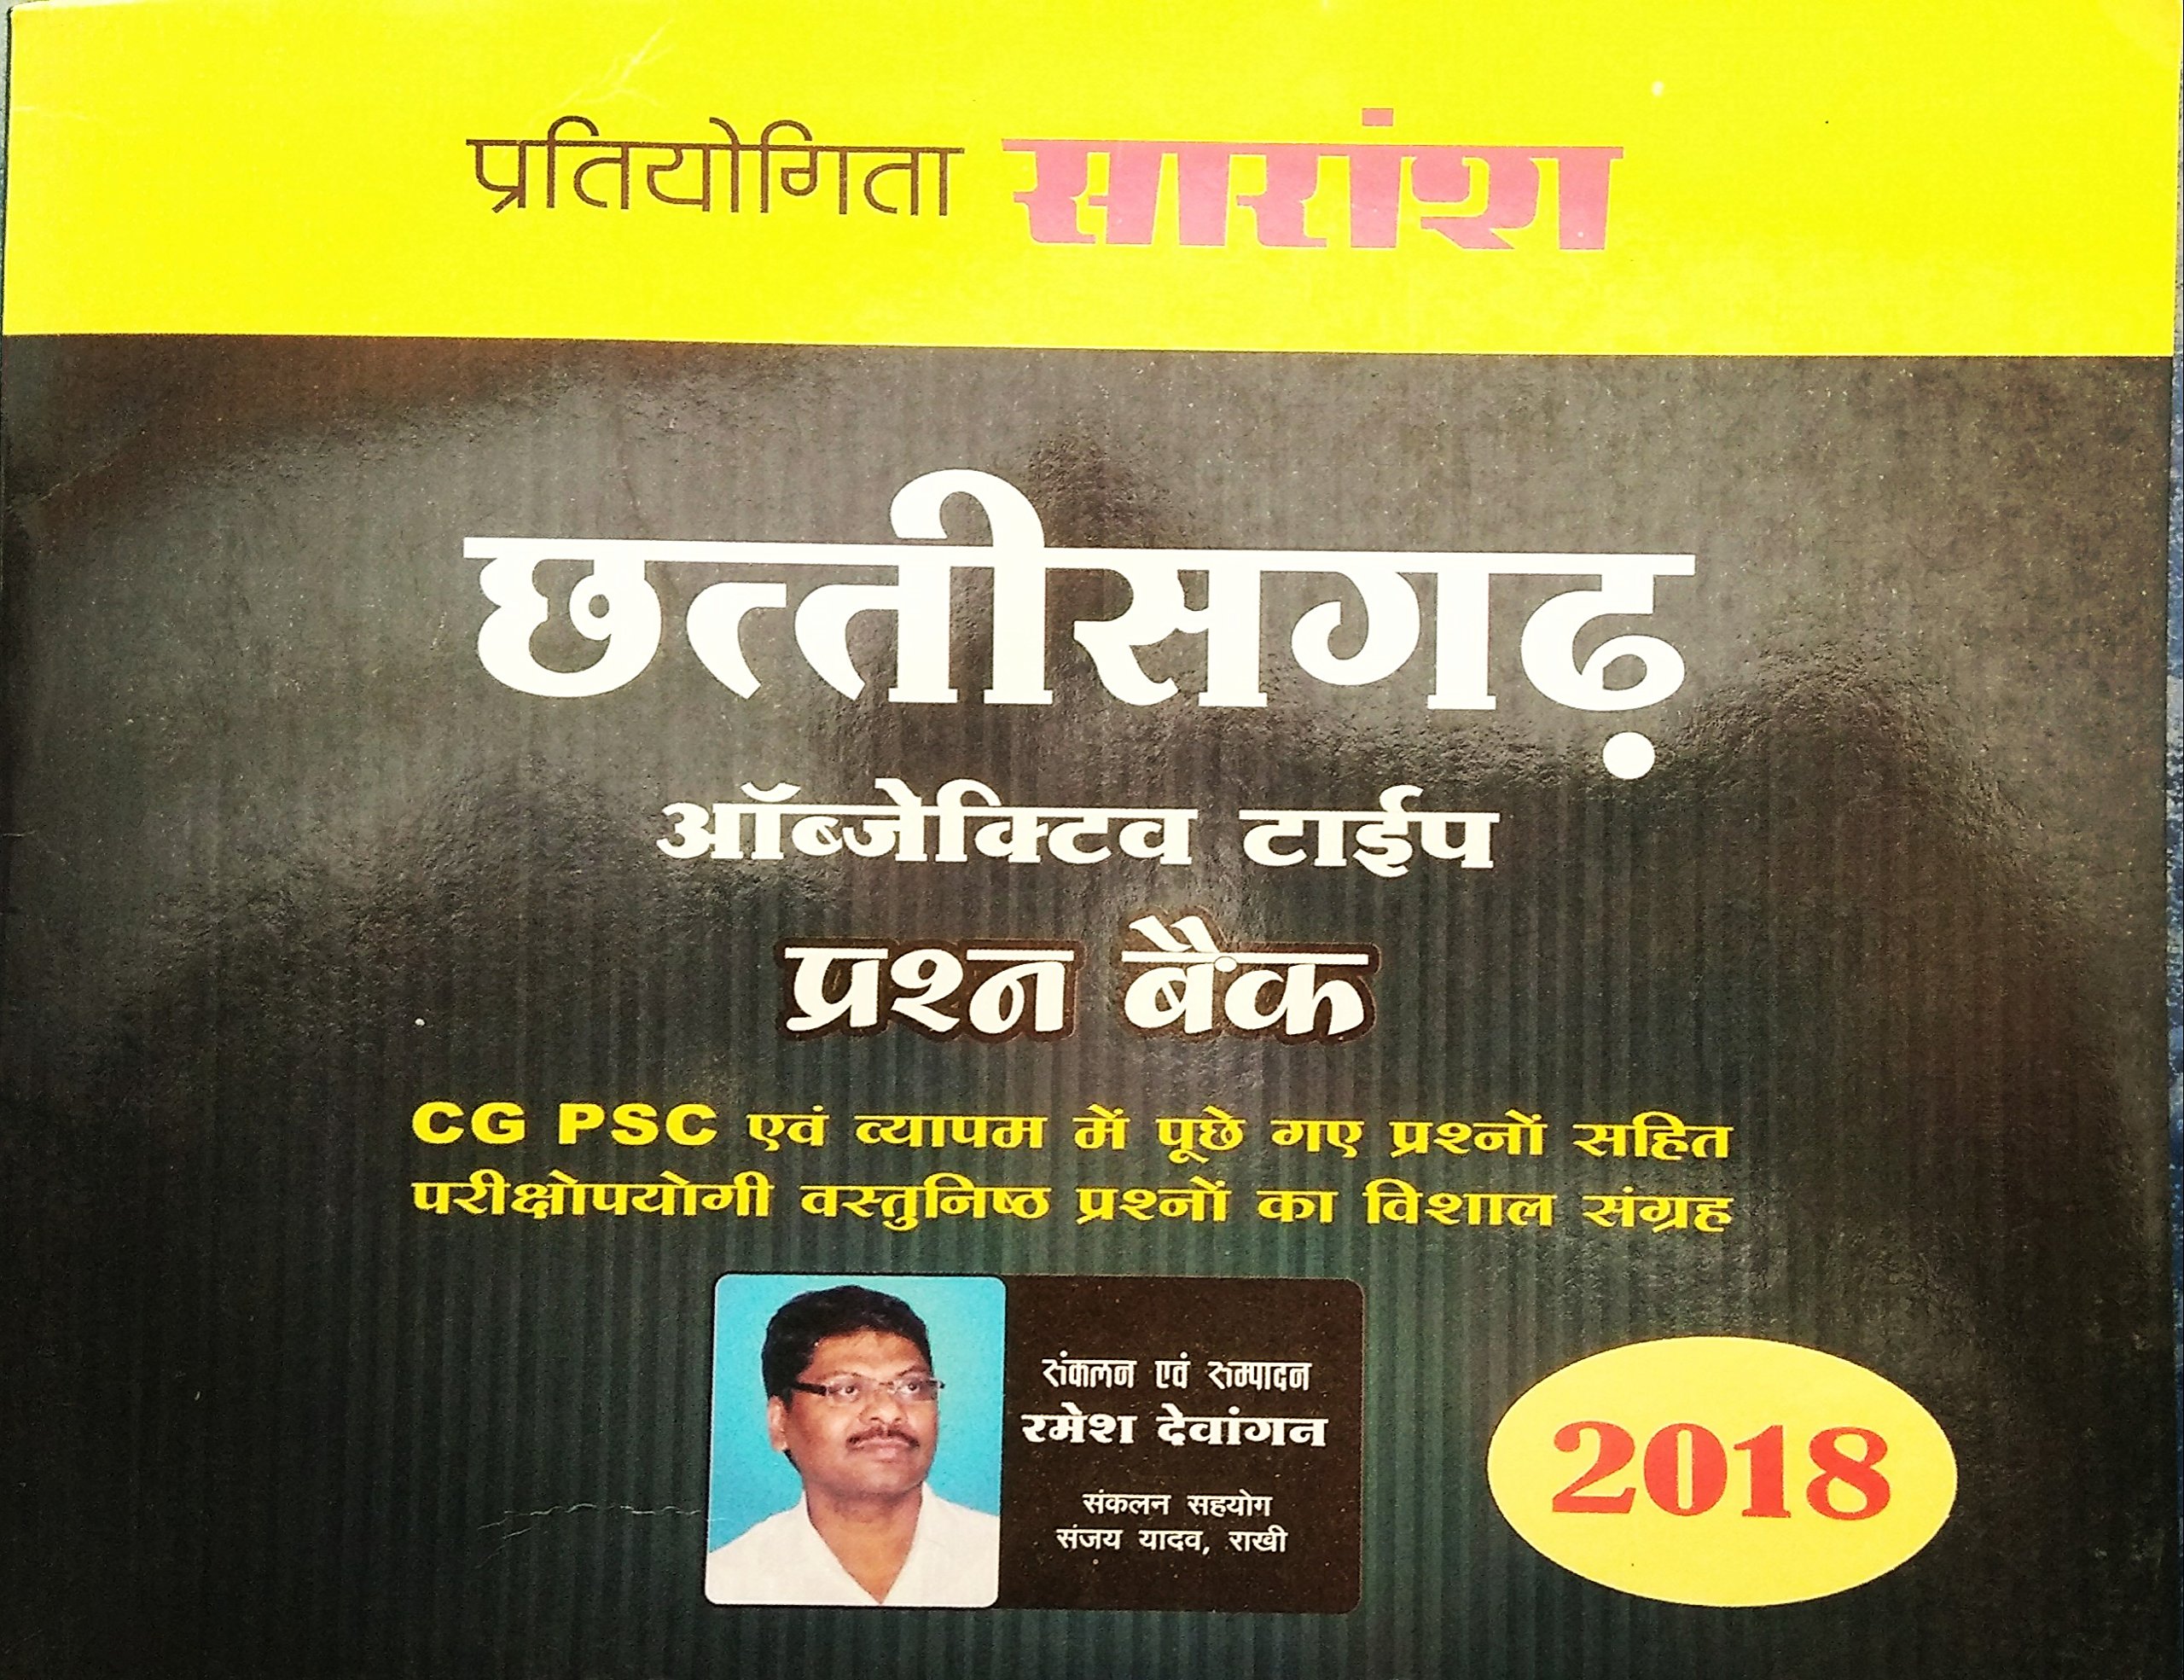 प्रतियोगिता सारांश
छत्तीसगढ़
ऑब्जेक्टिव टाईप
प्रश्न बैंक
CG PSC एवं व्यापम में पूछे गए प्रश्नों सहित
परीक्षोपयोगी वस्तुनिष्ठ प्रश्नों का विशाल संग्रह
संकलन एवं सम्पादन
रमेश देवांगन
संकलन सहयोग
संजय यादव, राखी
2018